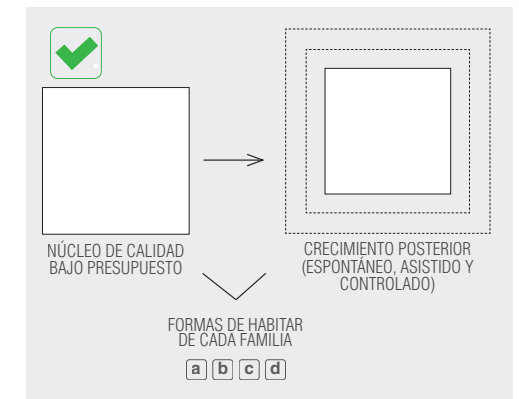 NÚCLEO DE CALIDAD
BAJO PRESUPUESTO
CRECIMIENTO POSTERIOR
(ESPONTÁNEO, ASISTIDO Y
CONTROLADO)
FORMAS DE HABITAR
DE CADA FAMILIA
a b c d